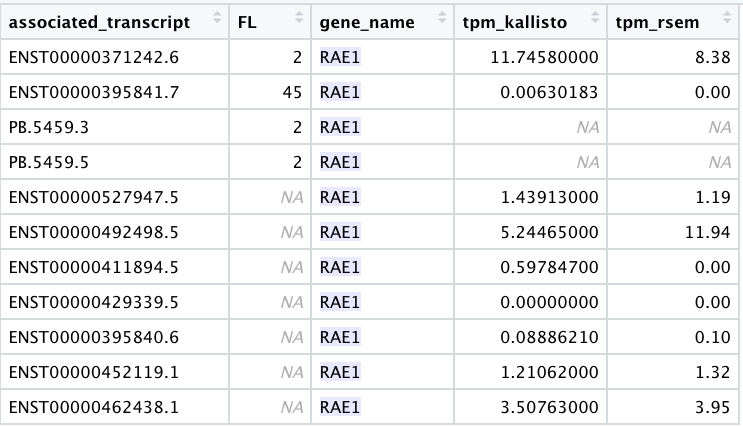 associated_transcript FL gene_name tpm_kallisto tpm_rsem
ENST00000371242.6 2 RAE1 11.74580000 8.38
ENST00000395841.7 45 RAE1 0.00630183 0.00
PB.5459.3 2 RAE1 NA NA
PB.5459.5 2 RAE1 NA NA
ENST00000527947.5 NA RAE1 1.43913000 1.19
ENST00000492498.5 NA RAE1 5.24465000 11.94
ENST00000411894.5 NA RAE1 0.59784700 0.00
ENST00000429339.5 NA RAE1 0.00000000 0.00
ENST00000395840.6 NA RAE1 0.08886210 0.10
ENST00000452119.1 NA RAE1 1.21062000 1.32
ENST00000462438.1 NA RAE1 3.50763000 3.95